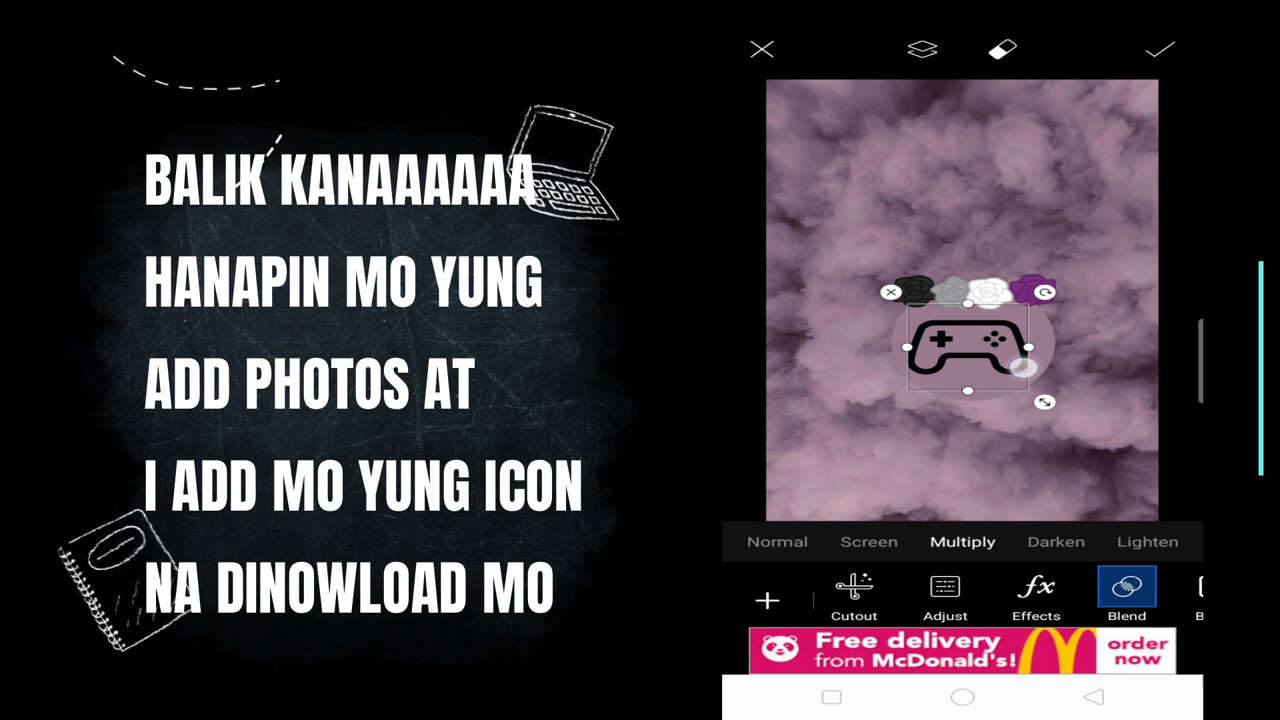 BALIK KANAAAAAA
HANAPIN MO YUNG
ADD PHOTOS AT
I ADD MO YUNG ICON
NA DINOWLOAD MO
Normal Screen Multiply Darken Lighten
Cutout Adjust fx Effects Blend B
Free delivery
from McDonald's!
order
now